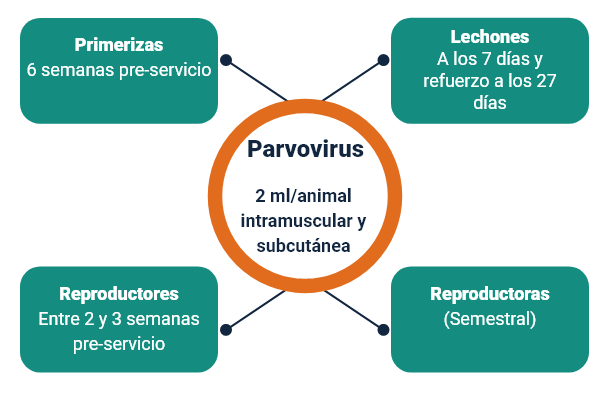 Primerizas
6 semanas pre-servicio
Lechones
A los 7 días y
refuerzo a los 27
días
Parvovirus
2 ml/animal
intramuscular y
subcutánea
Reproductores
Entre 2 y 3 semanas
pre-servicio
Reproductoras
(Semestral)